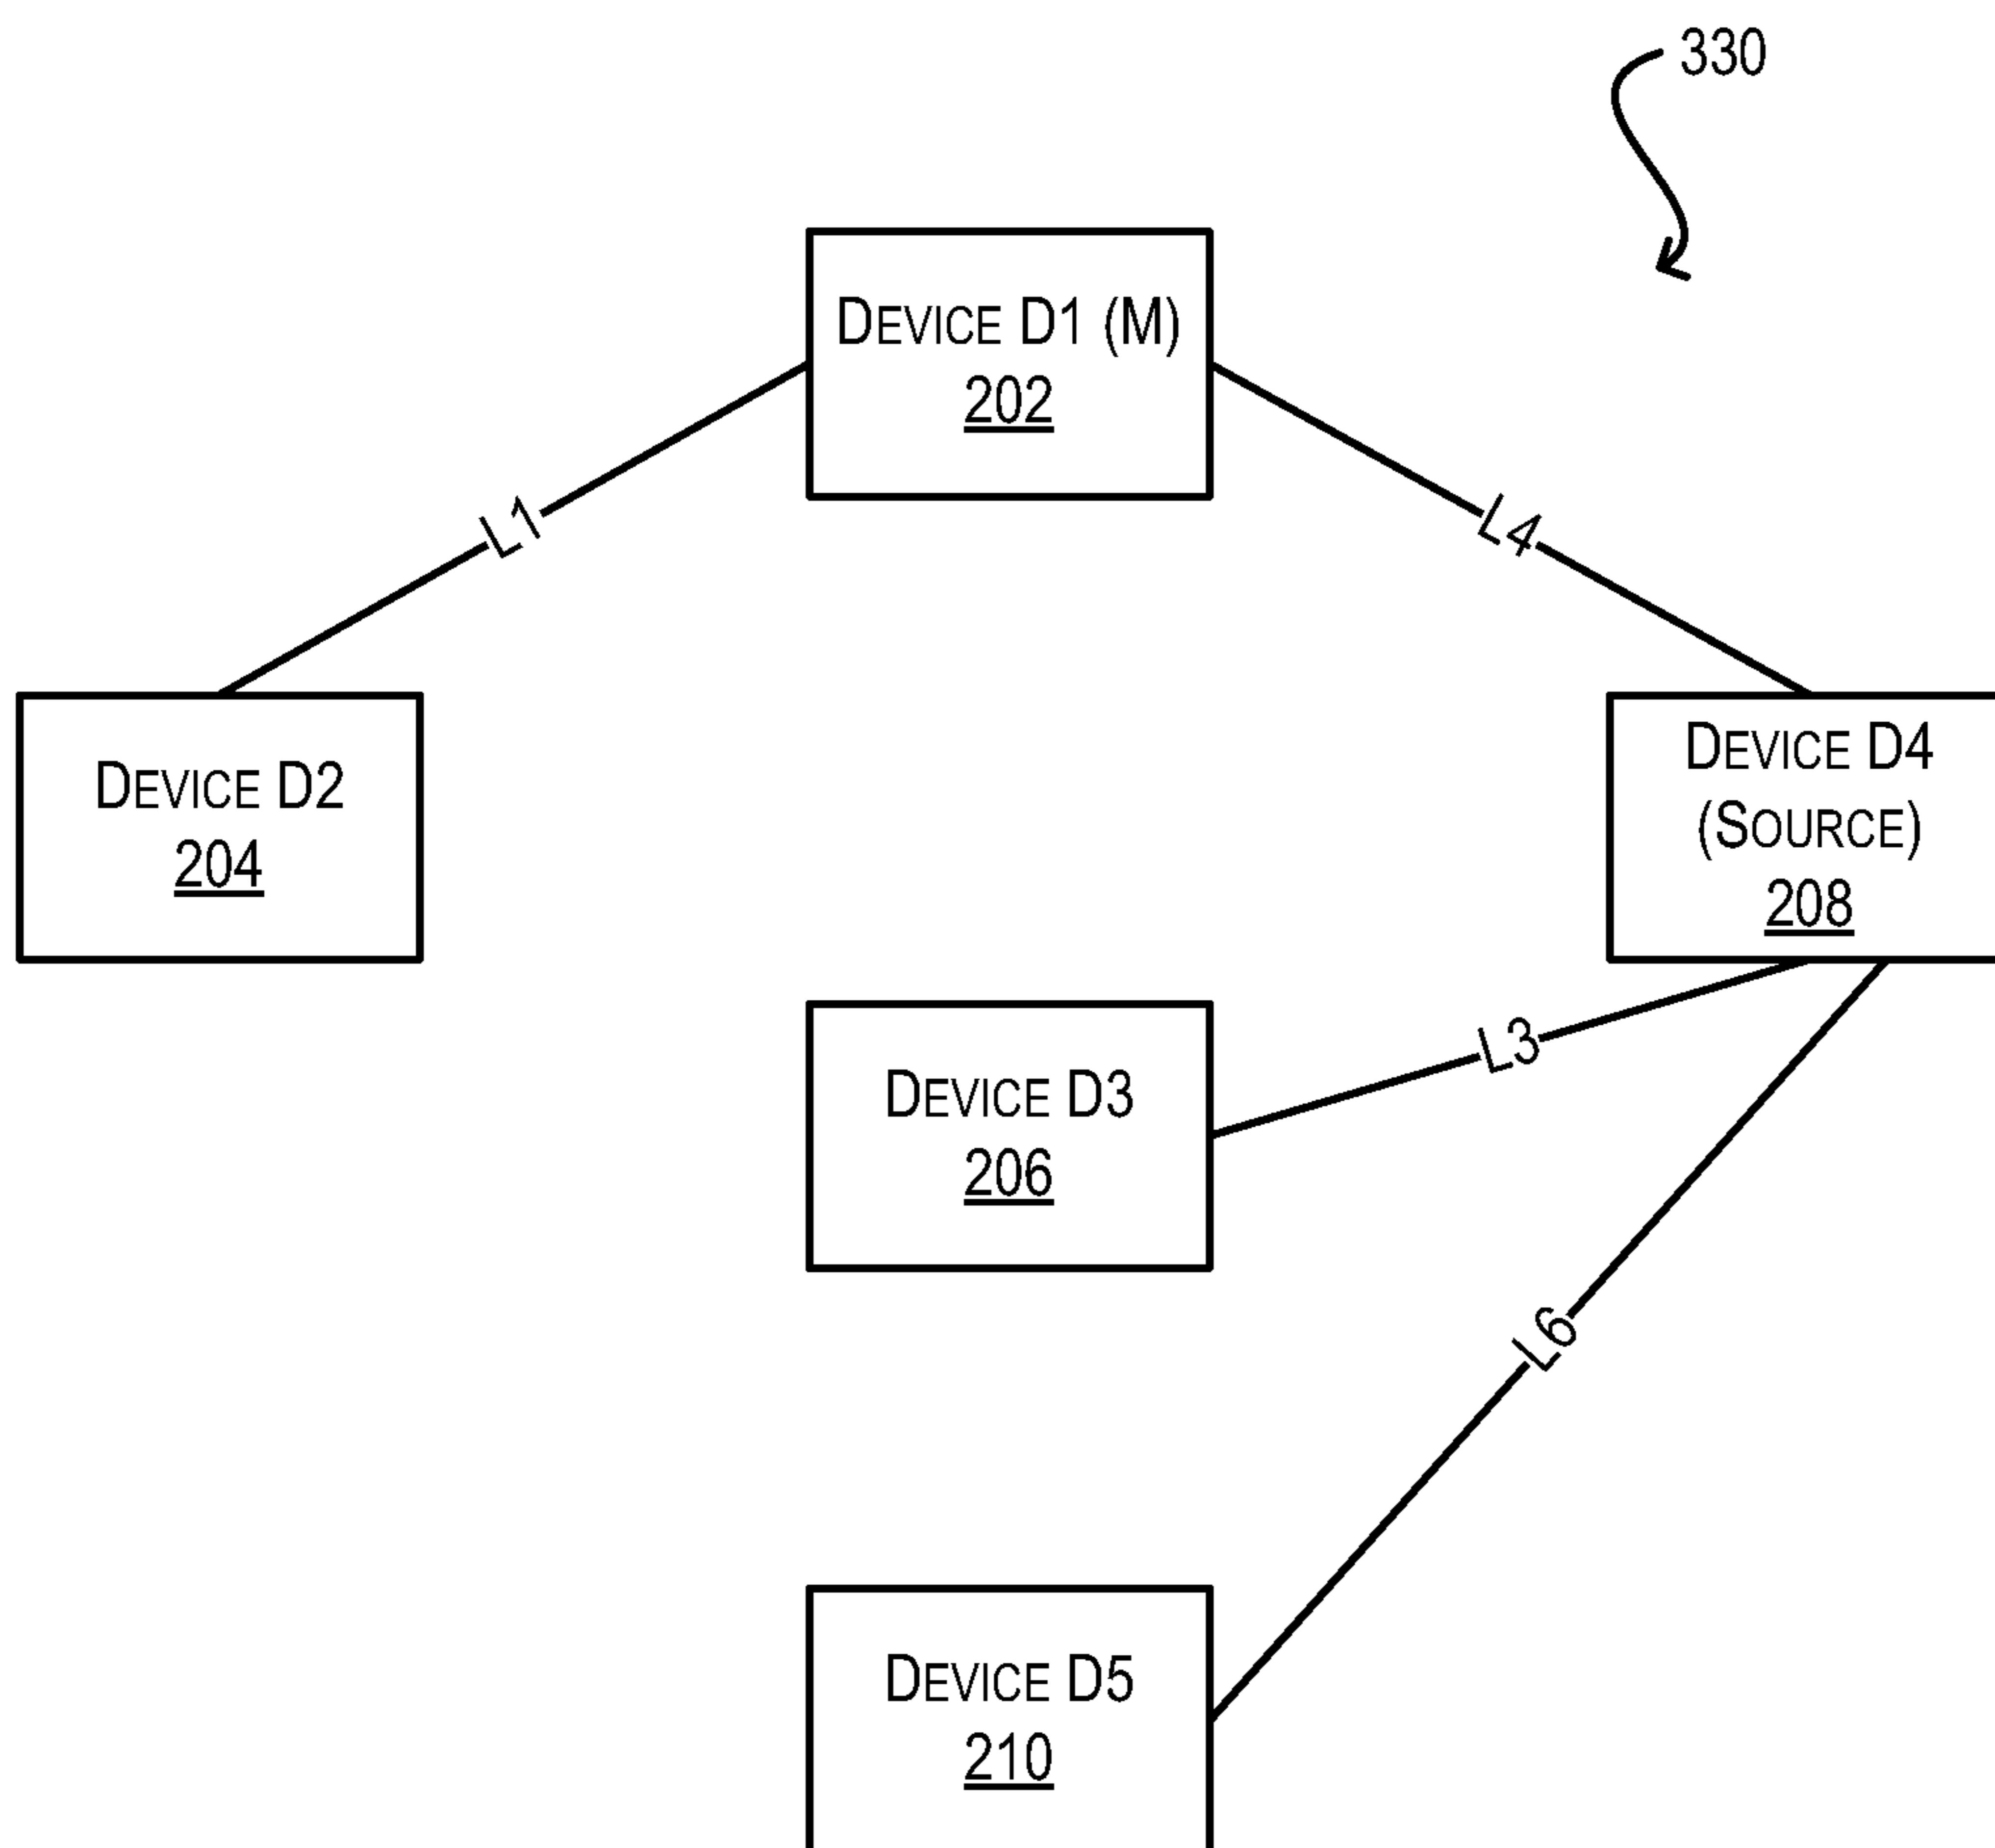 330
DEVICE D1 (M)
202
L1
L4
DEVICE D2
204
DEVICE D4
(SOURCE)
208
DEVICE D3
206
L3
L6
DEVICE D5
210